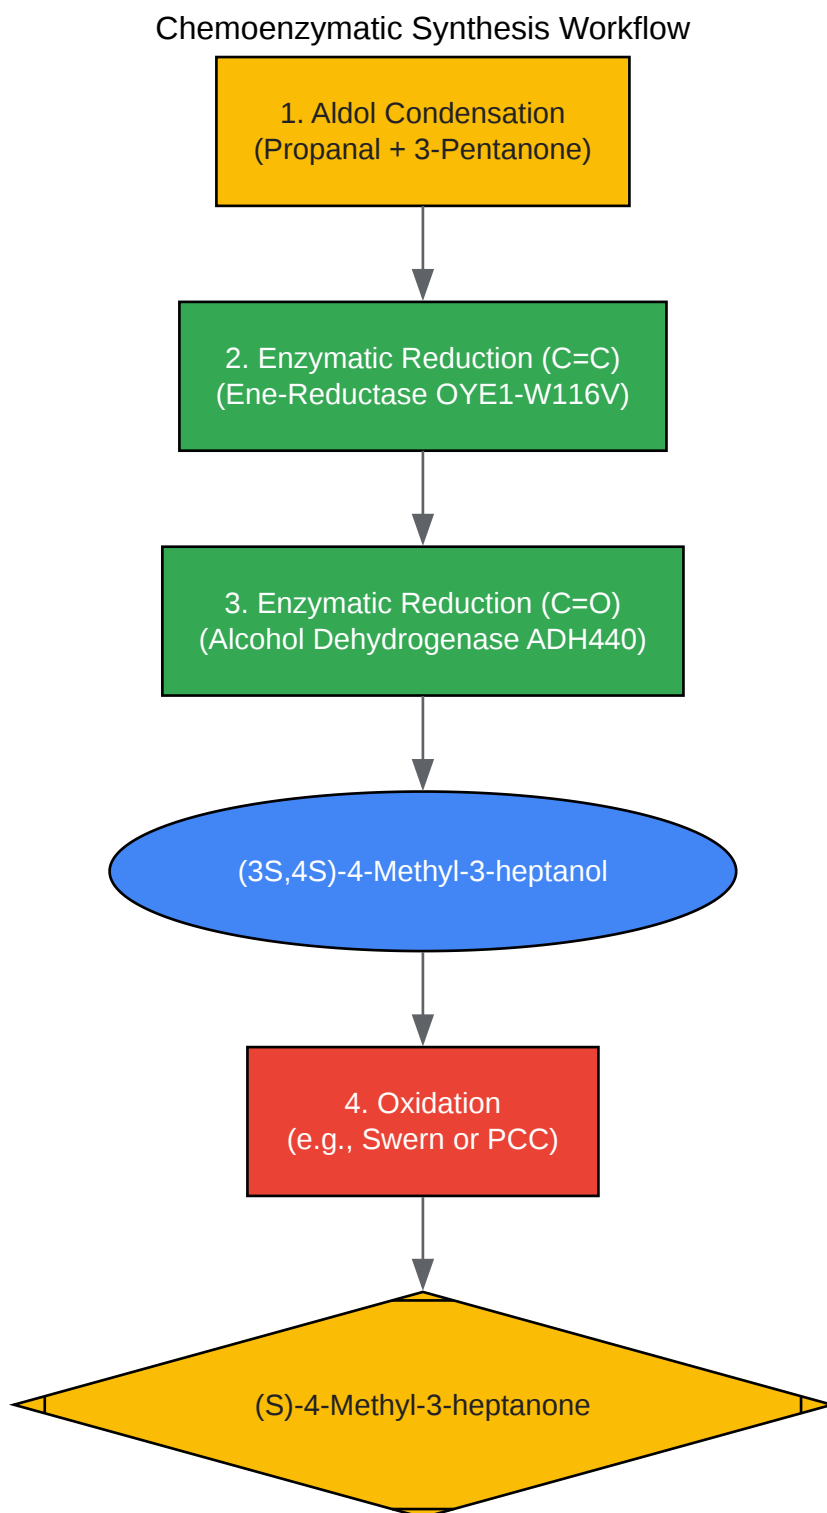 Chemoenzymatic Synthesis Workflow
1. Aldol Condensation
(Propanal + 3-Pentanone)
2. Enzymatic Reduction (C=C)
(Ene-Reductase OYE1-W116V)
3. Enzymatic Reduction (C=O)
(Alcohol Dehydrogenase ADH440)
(3S,4S)-4-Methyl-3-heptanol
4. Oxidation
(e.g., Swern or PCC)
(S)-4-Methyl-3-heptanone